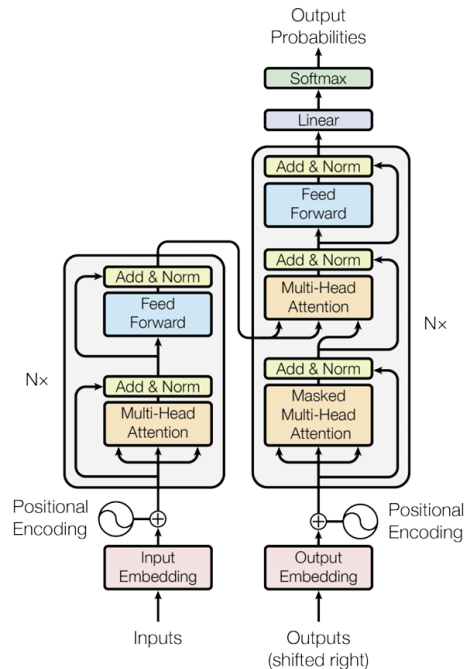 Output
Probabilities
Softmax
Linear
Add & Norm
Feed
Forward
Add & Norm
Multi-Head
Attention
Add & Norm
Masked
Multi-Head
Attention
Nx
Add & Norm
Feed
Forward
Nx
Add & Norm
Multi-Head
Attention
Positional
Encoding
Positional
Encoding
Input
Embedding
Output
Embedding
Inputs
Outputs
(shifted right)